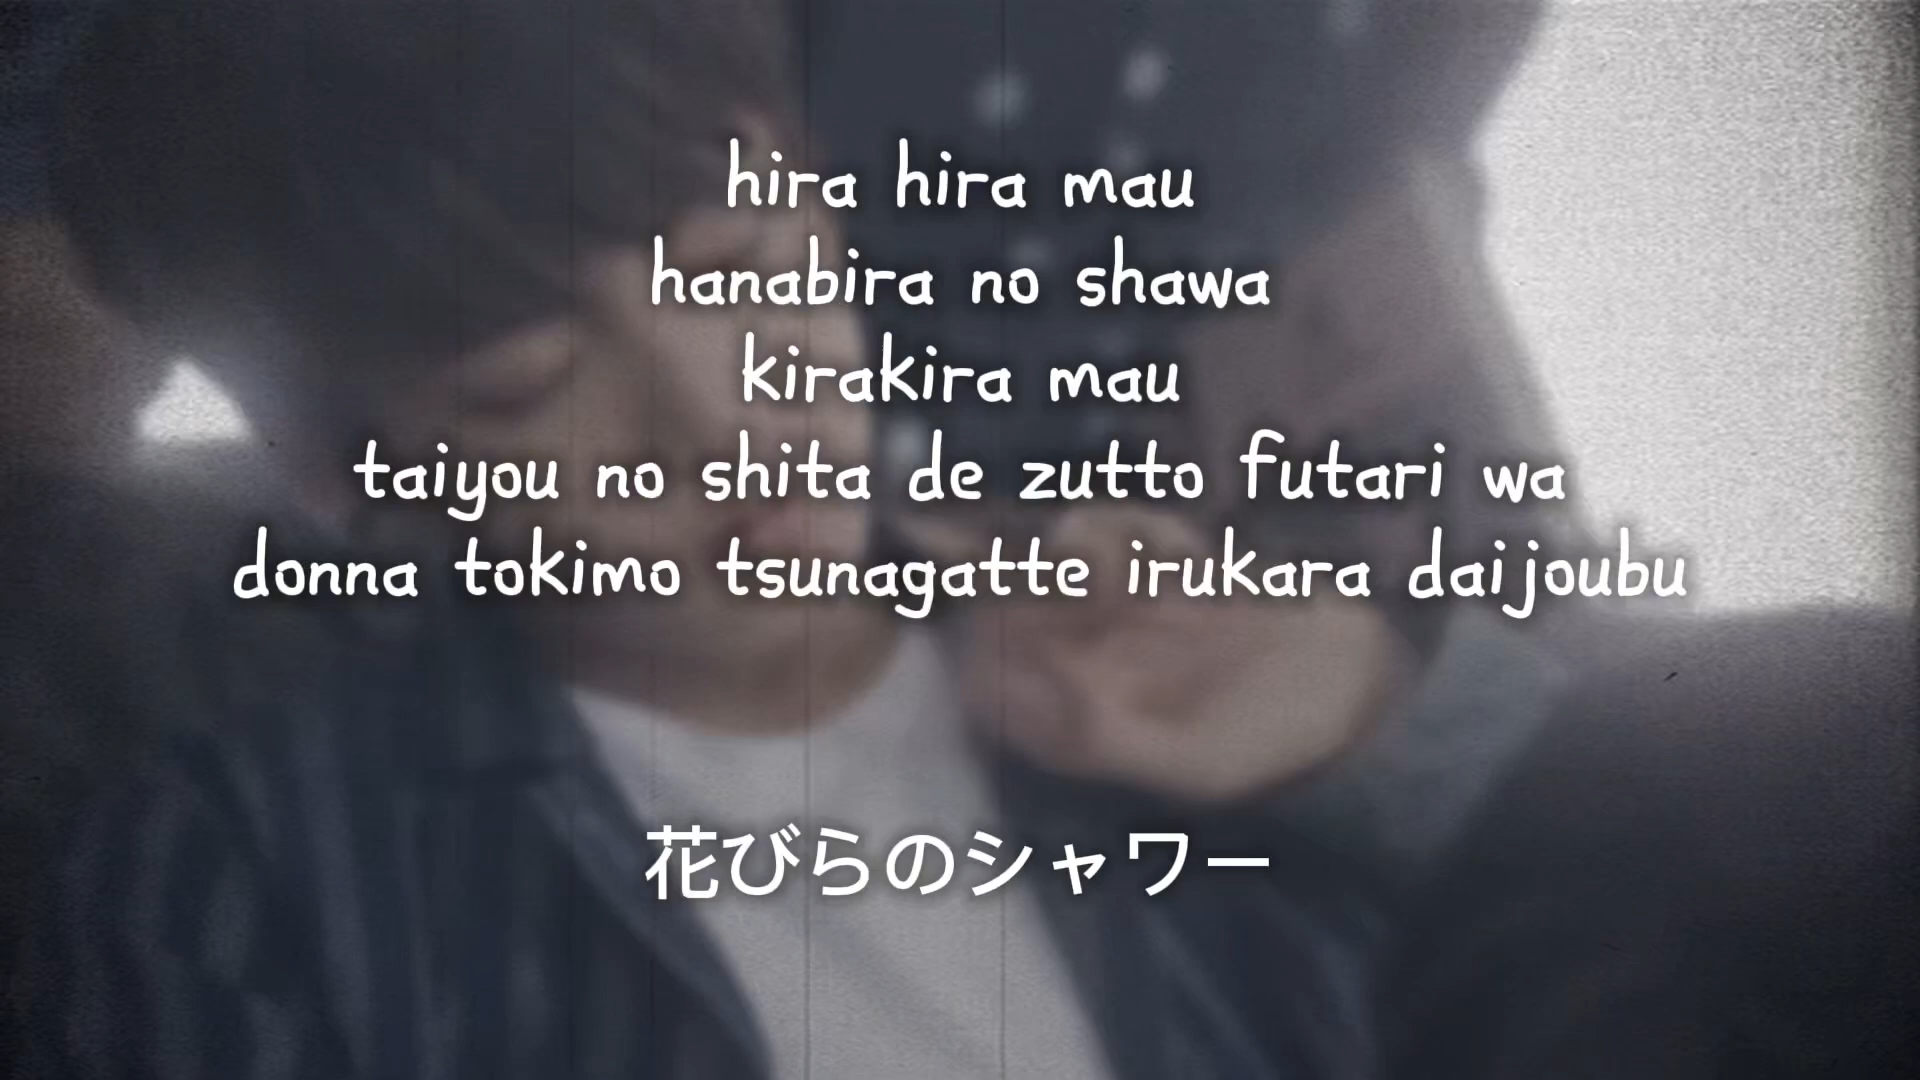 hira hira mau
hanabira no shawa
kirakira mau
taiyou no shita de zutto futari wa
donna tokimo tsunagatte irukara daijoubu
花びらのシャワー